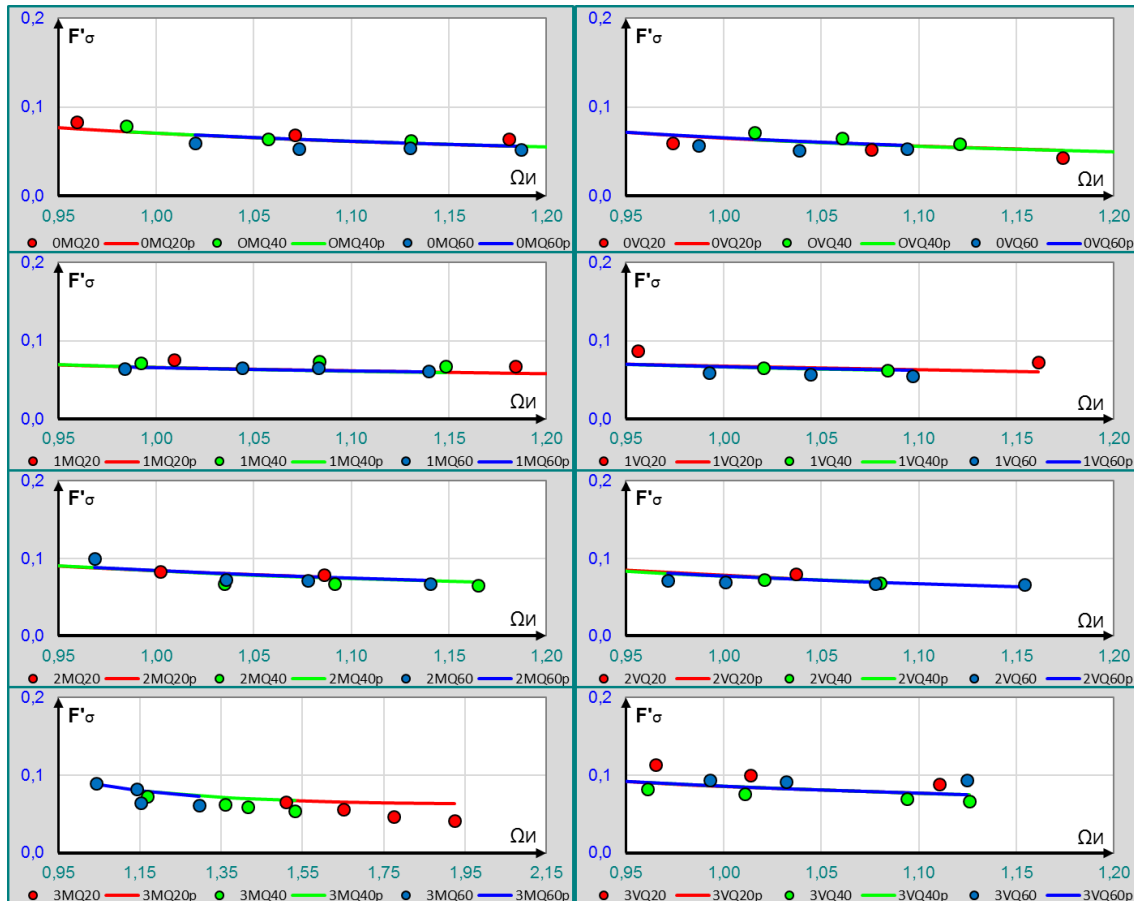 0,2
F'σ
0,1
0,0
Ωи
0,95 1,00 1,05 1,10 1,15 1,20
0MQ20 0MQ20p OMQ40 OMQ40p 0MQ60 0MQ60p
0,2
F'σ
0,1
0,0
Ωи
0,95 1,00 1,05 1,10 1,15 1,20
0VQ20 0VQ20p OVQ40 OVQ40p 0VQ60 0VQ60p
0,2
F'σ
0,1
0,0
Ωи
0,95 1,00 1,05 1,10 1,15 1,20
1MQ20 1MQ20p 1MQ40 1MQ40p 1MQ60 1MQ60p
0,2
F'σ
0,1
0,0
Ωи
0,95 1,00 1,05 1,10 1,15 1,20
1VQ20 1VQ20p 1VQ40 1VQ40p 1VQ60 1VQ60p
0,2
F'σ
0,1
0,0
Ωи
0,95 1,00 1,05 1,10 1,15 1,20
2MQ20 2MQ20p 2MQ40 2MQ40p 2MQ60 2MQ60p
0,2
F'σ
0,1
0,0
Ωи
0,95 1,00 1,05 1,10 1,15 1,20
2VQ20 2VQ20p 2VQ40 2VQ40p 2VQ60 2VQ60p
0,2
F'σ
0,1
0,0
Ωи
0,95 1,15 1,35 1,55 1,75 1,95 2,15
3MQ20 3MQ20p 3MQ40 3MQ40p 3MQ60 3MQ60p
0,2
F'σ
0,1
0,0
Ωи
0,95 1,00 1,05 1,10 1,15 1,20
3VQ20 3VQ20p 3VQ40 3VQ40p 3VQ60 3VQ60p